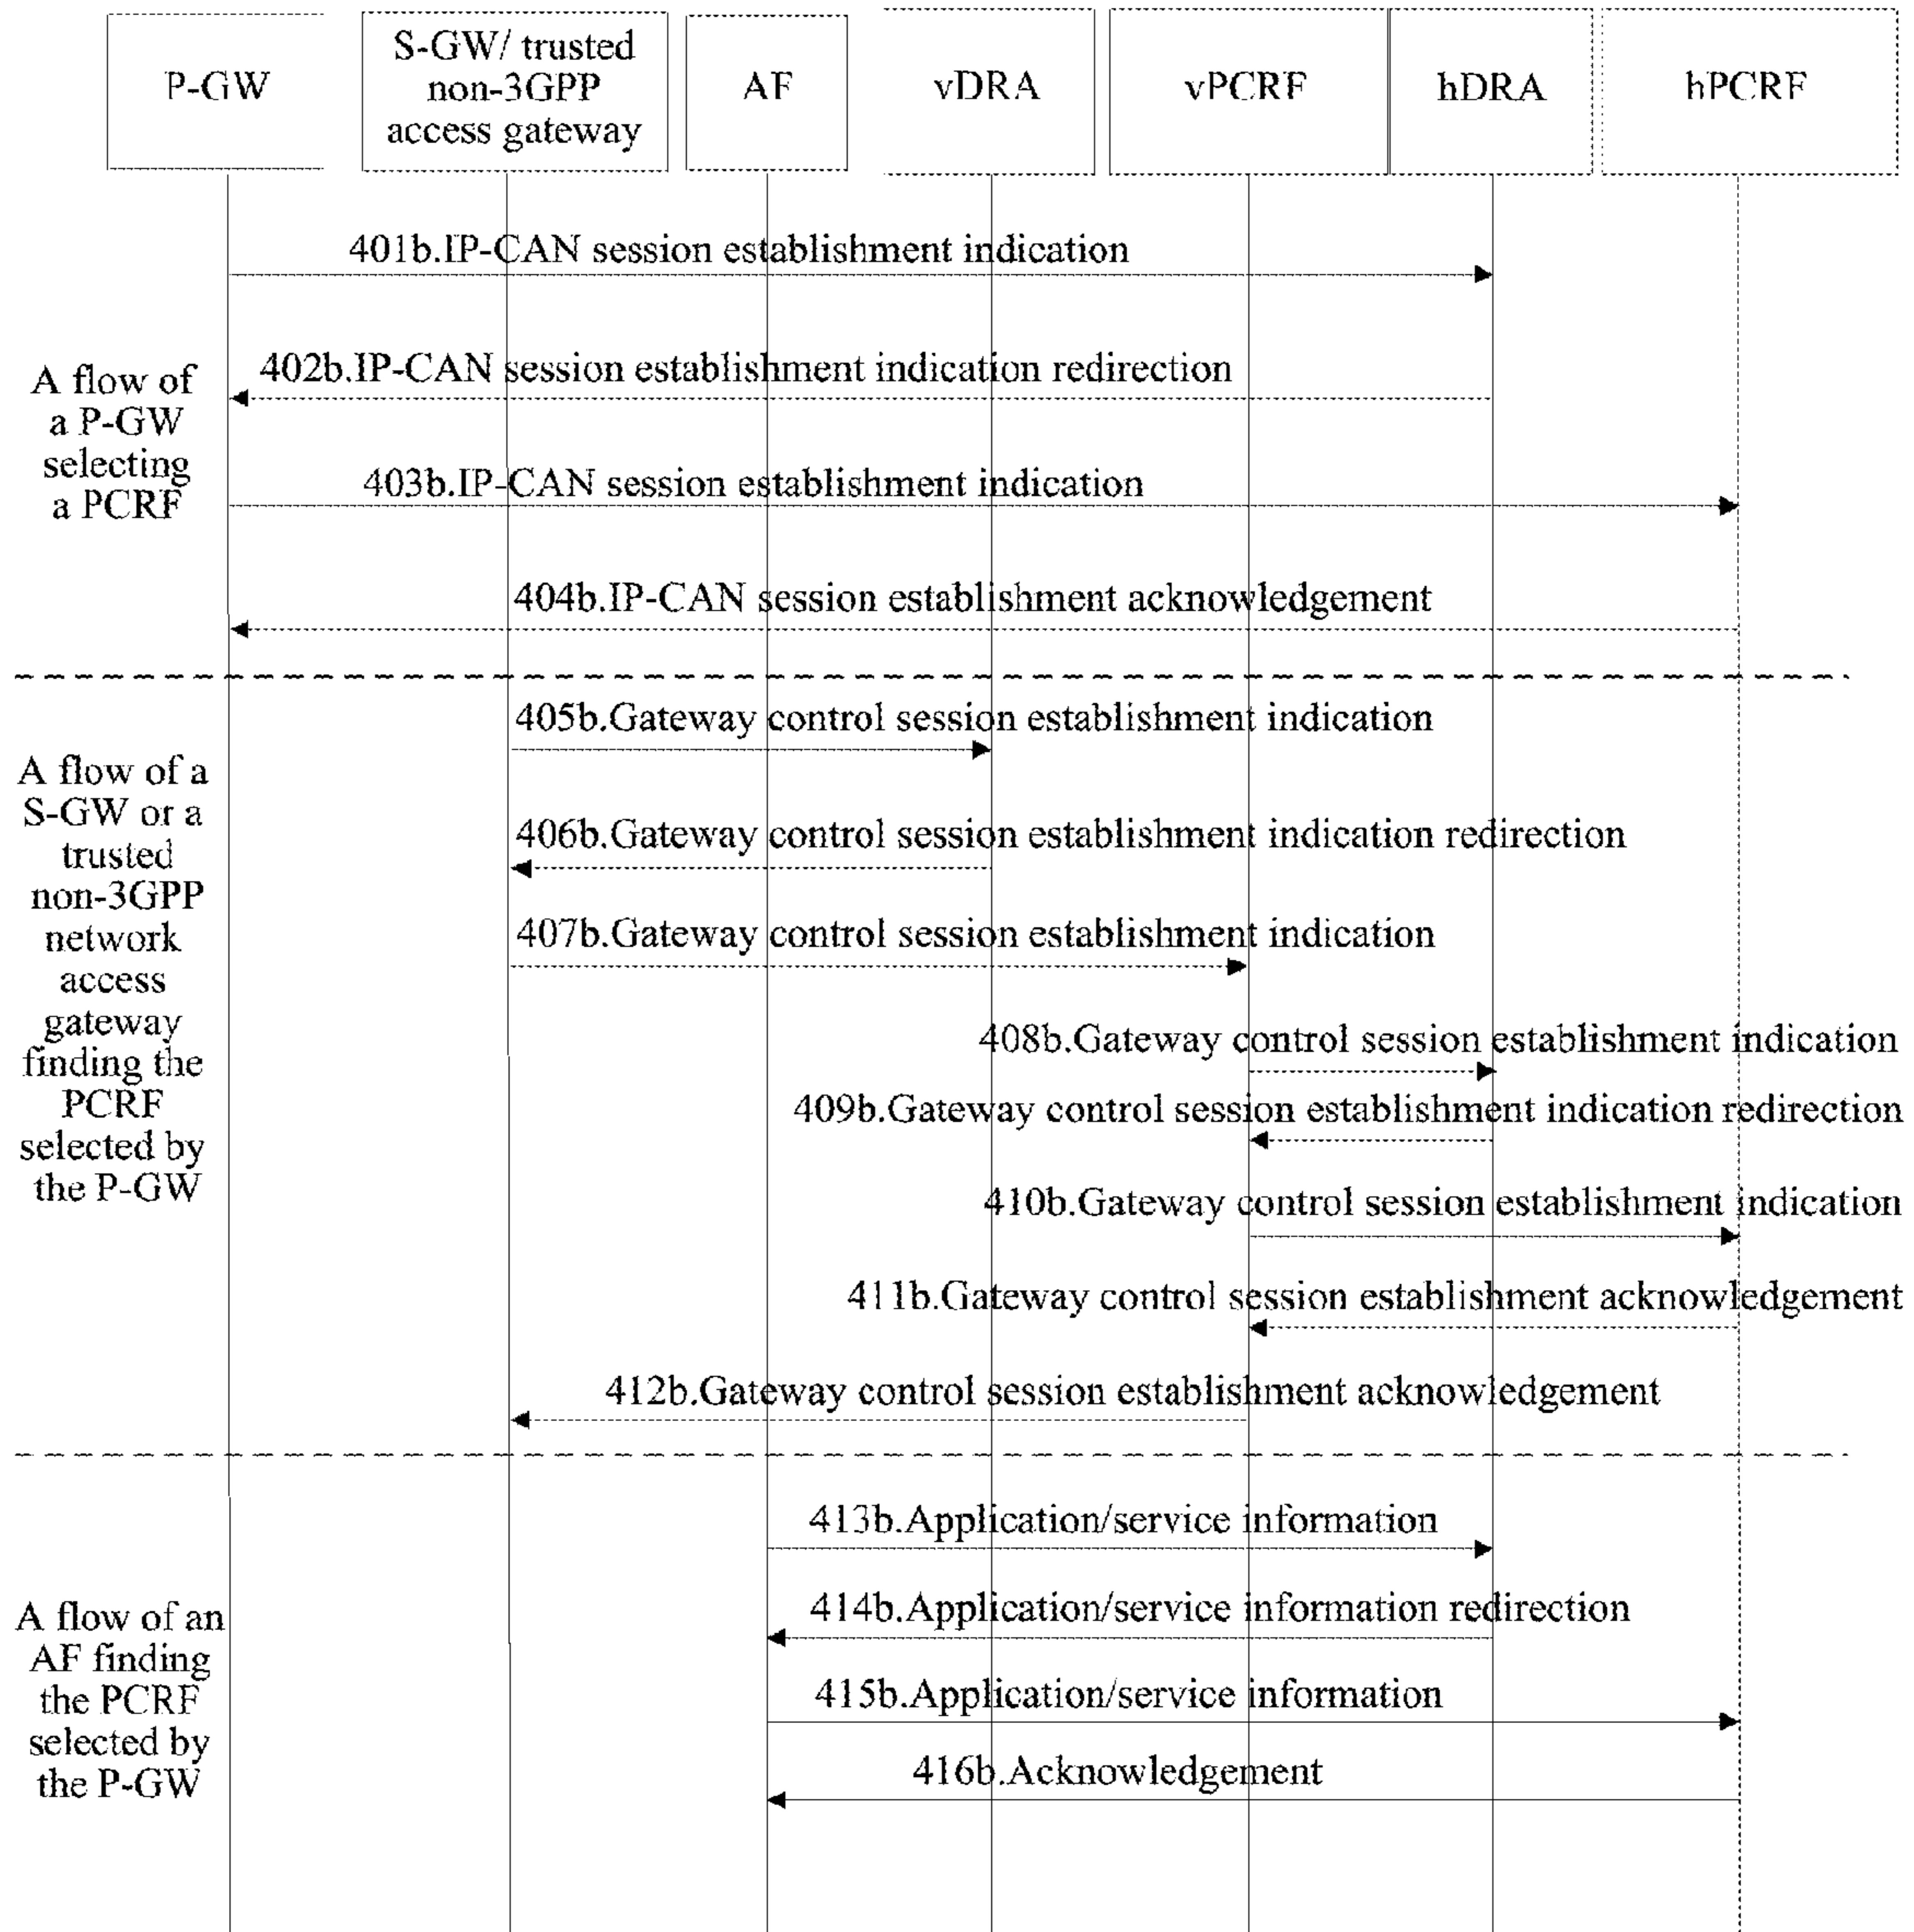 P-GW
S-GW/ trusted
non-3GPP
access gateway
AF
vDRA
vPCRF
hDRA
hPCRF
401b.IP-CAN session establishment indication
402b.IP-CAN session establishment indication redirection
403b.IP-CAN session establishment indication
404b.IP-CAN session establishment acknowledgement
A flow of
a P-GW
selecting
a PCRF
405b.Gateway control session establishment indication
406b.Gateway control session establishment indication redirection
407b.Gateway control session establishment indication
408b.Gateway control session establishment indication
409b.Gateway control session establishment indication redirection
410b.Gateway control session establishment indication
411b.Gateway control session establishment acknowledgement
412b.Gateway control session establishment acknowledgement
A flow of a
S-GW or a
trusted
non-3GPP
network
access
gateway
finding the
PCRF
selected by
the P-GW
413b.Application/service information
414b.Application/service information redirection
415b.Application/service information
416b.Acknowledgement
A flow of an
AF finding
the PCRF
selected by
the P-GW